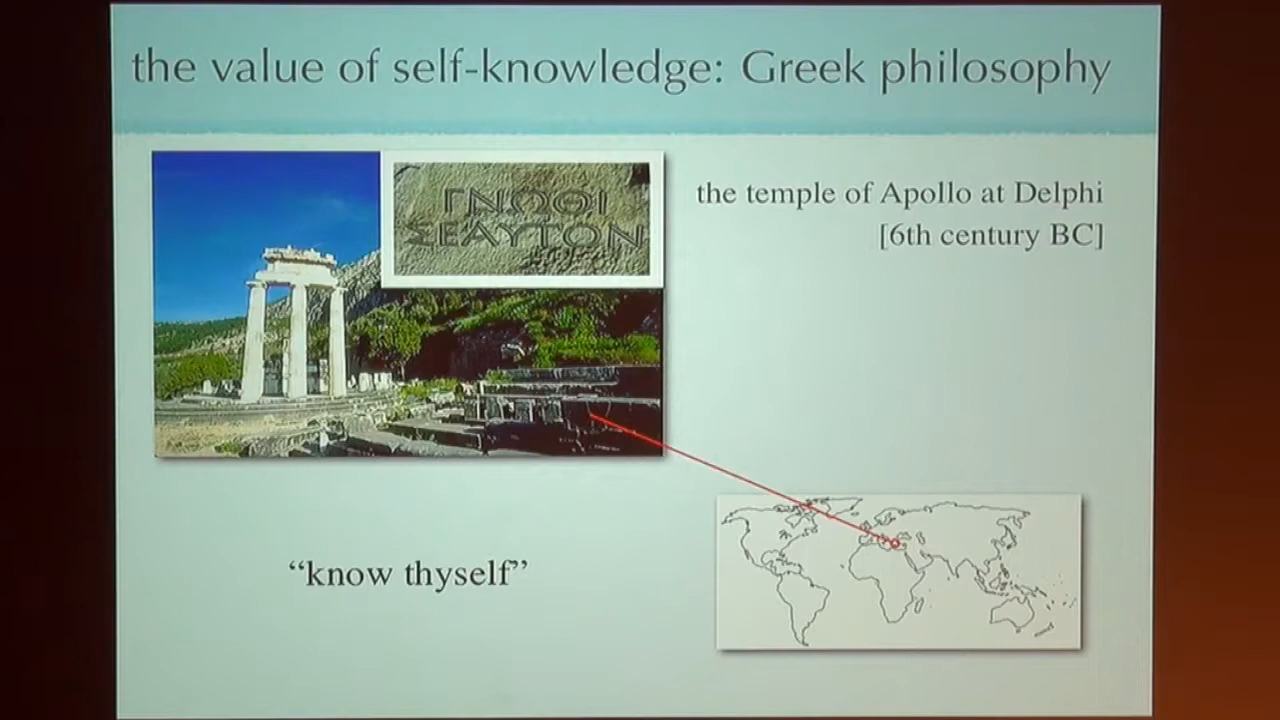 the value of self-knowledge: Greek philosophy
ΓΝΩΘΙ
ΣΕΑΥΤΟΝ
the temple of Apollo at Delphi
[6th century BC]
“know thyself”